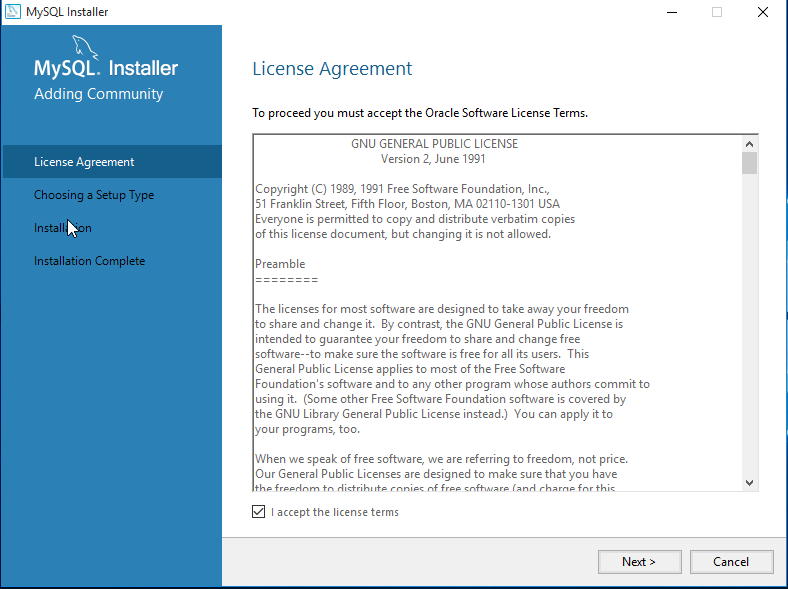 MySQL Installer
MySQL. Installer
Adding Community
License Agreement
Choosing a Setup Type
Installation
Installation Complete
License Agreement
To proceed you must accept the Oracle Software License Terms.
GNU GENERAL PUBLIC LICENSE
Version 2, June 1991
Copyright (C) 1989, 1991 Free Software Foundation, Inc.,
51 Franklin Street, Fifth Floor, Boston, MA 02110-1301 USA
Everyone is permitted to copy and distribute verbatim copies
of this license document, but changing it is not allowed.
Preamble
========
The licenses for most software are designed to take away your freedom
to share and change it.  By contrast, the GNU General Public License is
intended to guarantee your freedom to share and change free
software--to make sure the software is free for all its users.  This
General Public License applies to most of the Free Software
Foundation's software and to any other program whose authors commit to
using it.  (Some other Free Software Foundation software is covered by
the GNU Library General Public License instead.)  You can apply it to
your programs, too.
When we speak of free software, we are referring to freedom, not price.
Our General Public Licenses are designed to make sure that you have
the freedom to distribute copies of free software (and charge for this
I accept the license terms
Next >
Cancel